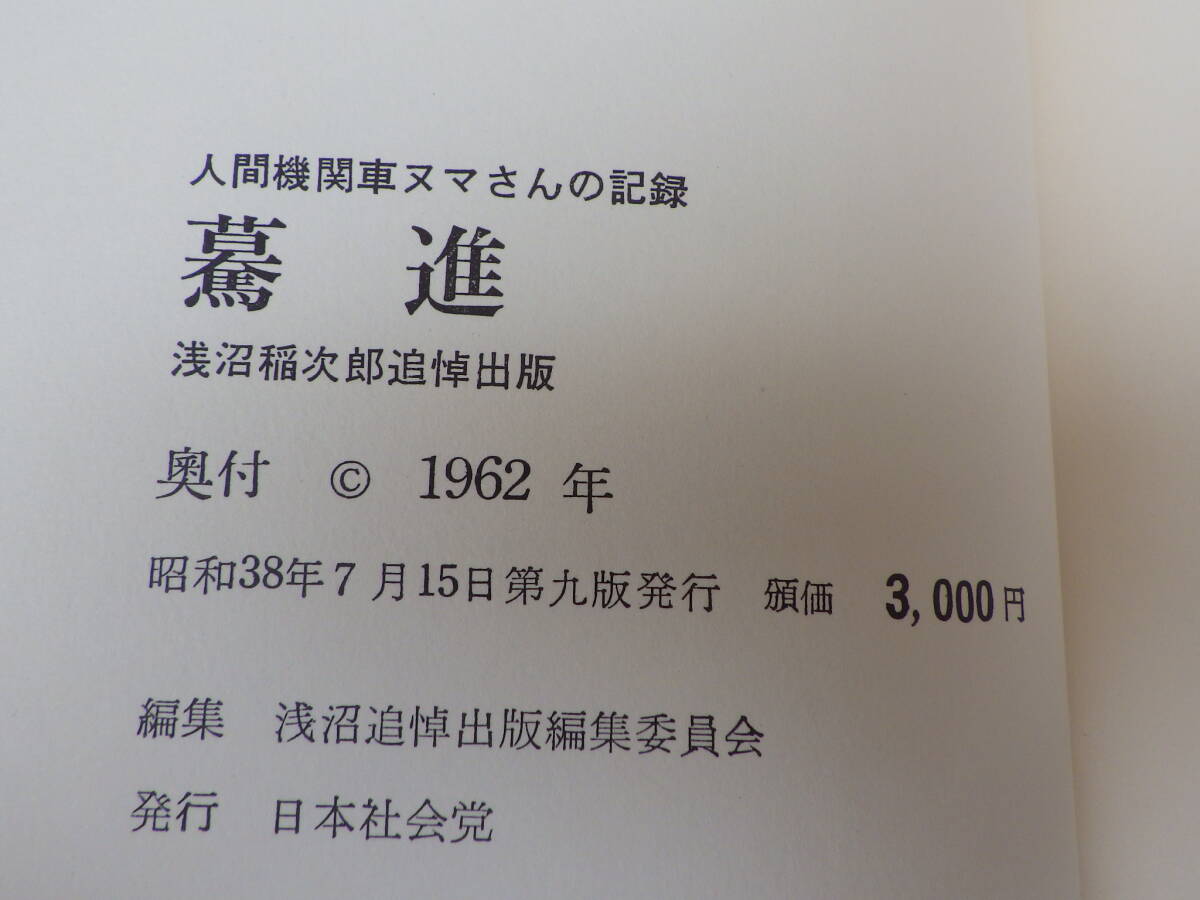 人間機関車ヌマさんの記録
驀進
浅沼稲次郎追悼出版
奥付 © 1962 年
昭和38年7月15日第九版発行 頒価 3,000円
編集 浅沼追悼出版編集委員会
発行 日本社会党